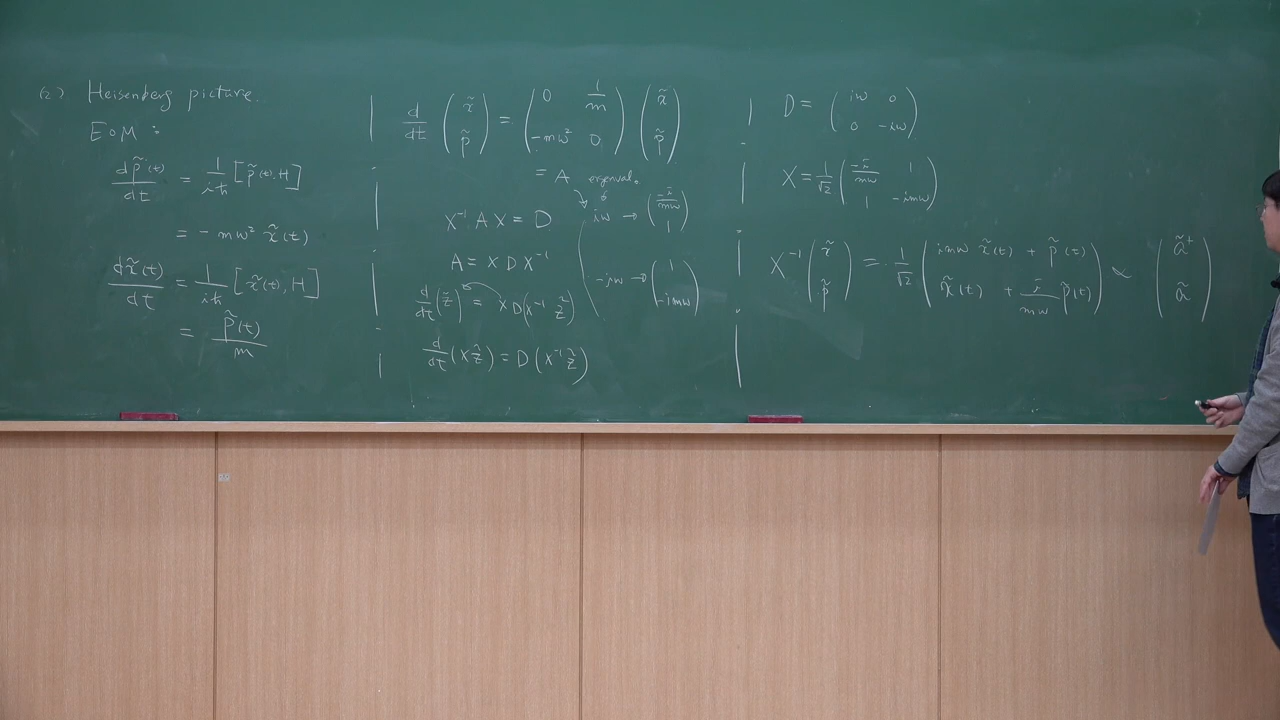 (2) Heisenberg picture.
EoM :
dp̃(t)/dt = 1/iħ [p̃(t), H]
= - mω² x̃(t)
dx̃(t)/dt = 1/iħ [x̃(t), H]
= p̃(t)/m
d/dt (x̃ p̃) = (0 1/m -mω² 0) (x̃ p̃)
= A eigenval.
iω → (-i/mω 1)
X⁻¹ A X = D
A = X D X⁻¹
-iω → (1 -imω)
d/dt (z̃) = X D (X⁻¹ z̃)
d/dt (X z̃) = D (X⁻¹ z̃)
D = (iω 0 0 -iω)
X = 1/√2 (-i/mω 1 1 -imω)
X⁻¹ (x̃ p̃) = 1/√2 (imω x̃(t) + p̃(t) x̃(t) + i/mω p̃(t)) ∝ (ã† ã)